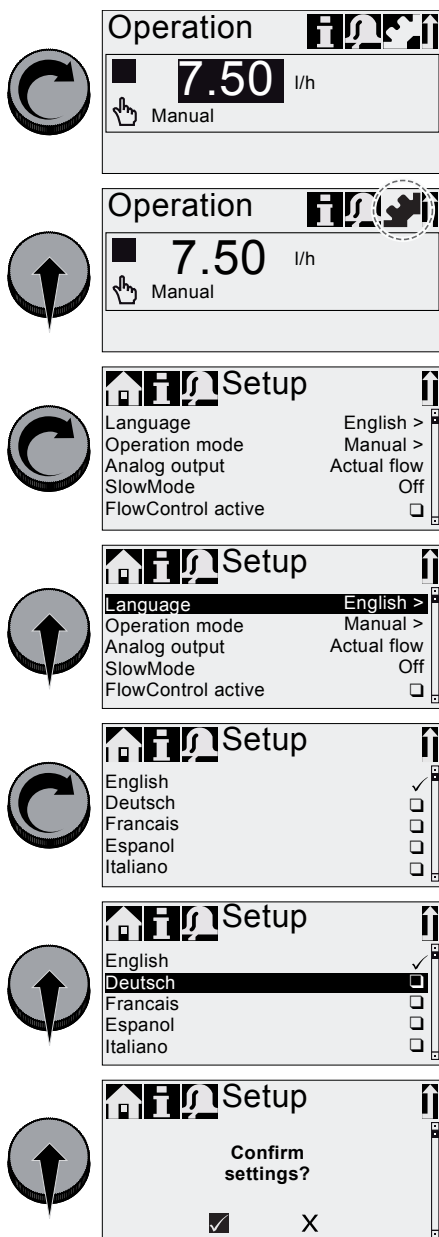 Operation
7.50 l/h
Manual
Operation
7.50 l/h
Manual
Setup
Language English >
Operation mode Manual >
Analog output Actual flow
SlowMode Off
FlowControl active
Setup
Language English >
Operation mode Manual >
Analog output Actual flow
SlowMode Off
FlowControl active
Setup
English
Deutsch
Francais
Espanol
Italiano
Setup
English
Deutsch
Francais
Espanol
Italiano
Setup
Confirm
settings?
X